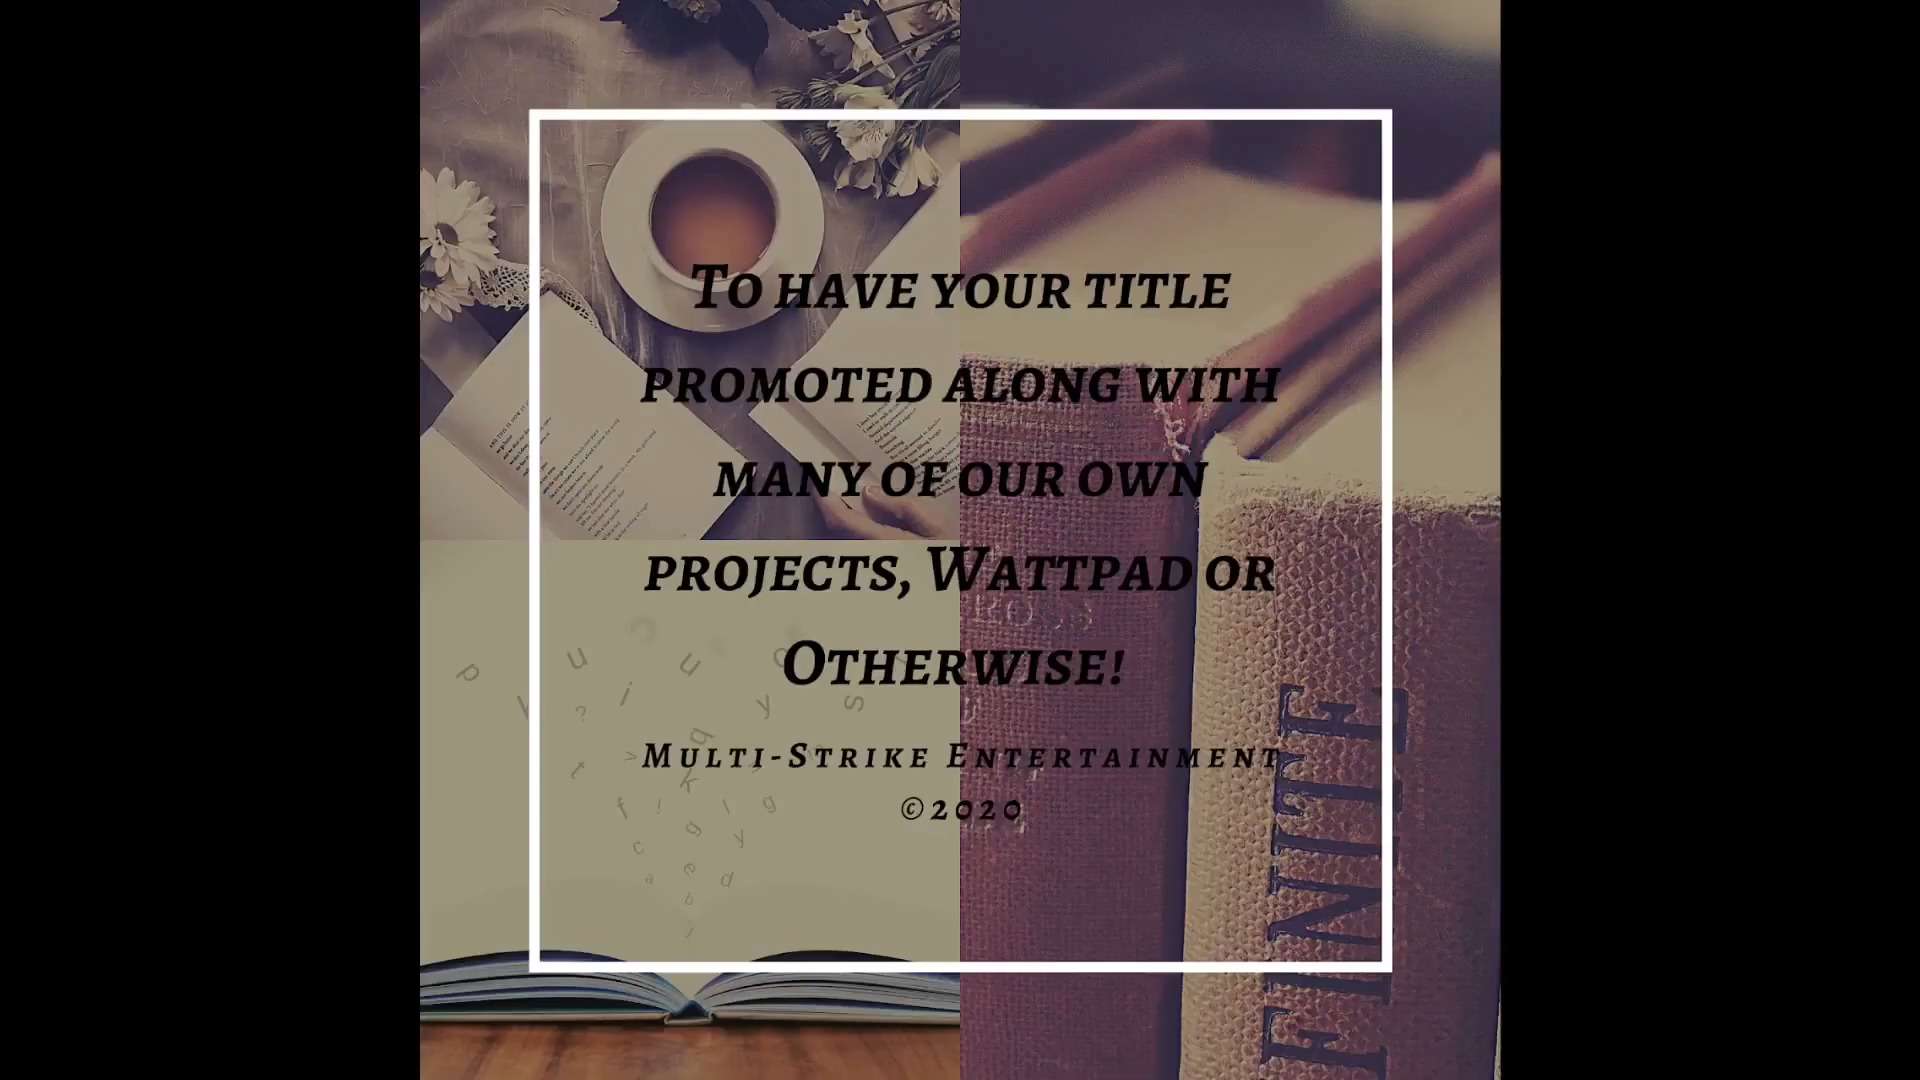 To have your title
promoted along with
many of our own
projects, Wattpad or
Otherwise!
Multi-Strike Entertainment
©2020
FINITE